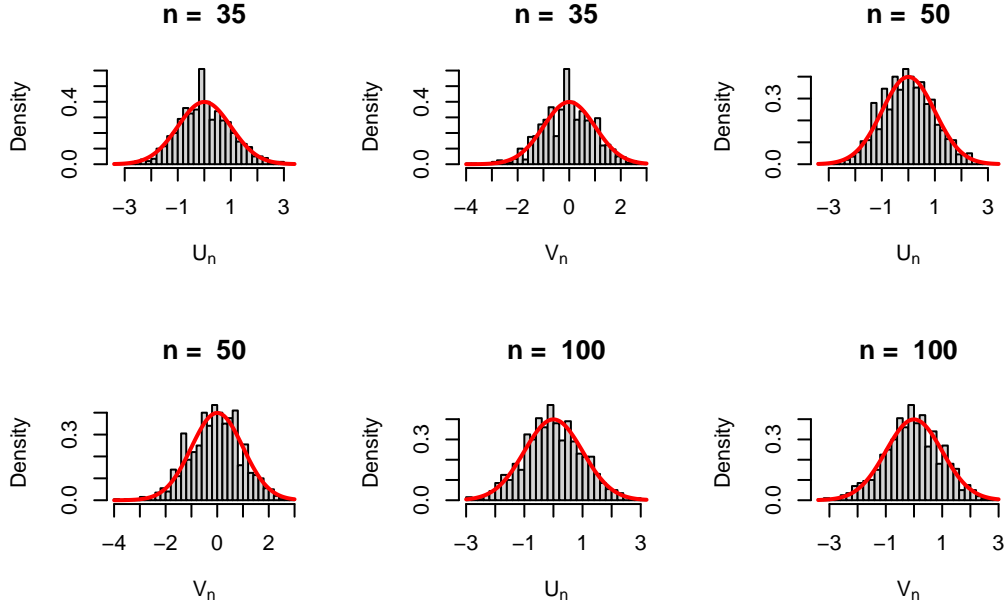 n = 35
Density
0.0 0.4
−3 −1 1 3
Uₙ
n = 35
Density
0.0 0.4
−4 −2 0 2
Vₙ
n = 50
Density
0.0 0.3
−3 −1 1 3
Uₙ
n = 50
Density
0.0 0.3
−4 −2 0 2
Vₙ
n = 100
Density
0.0 0.3
−3 −1 1 3
Uₙ
n = 100
Density
0.0 0.3
−3 −1 1 3
Vₙ